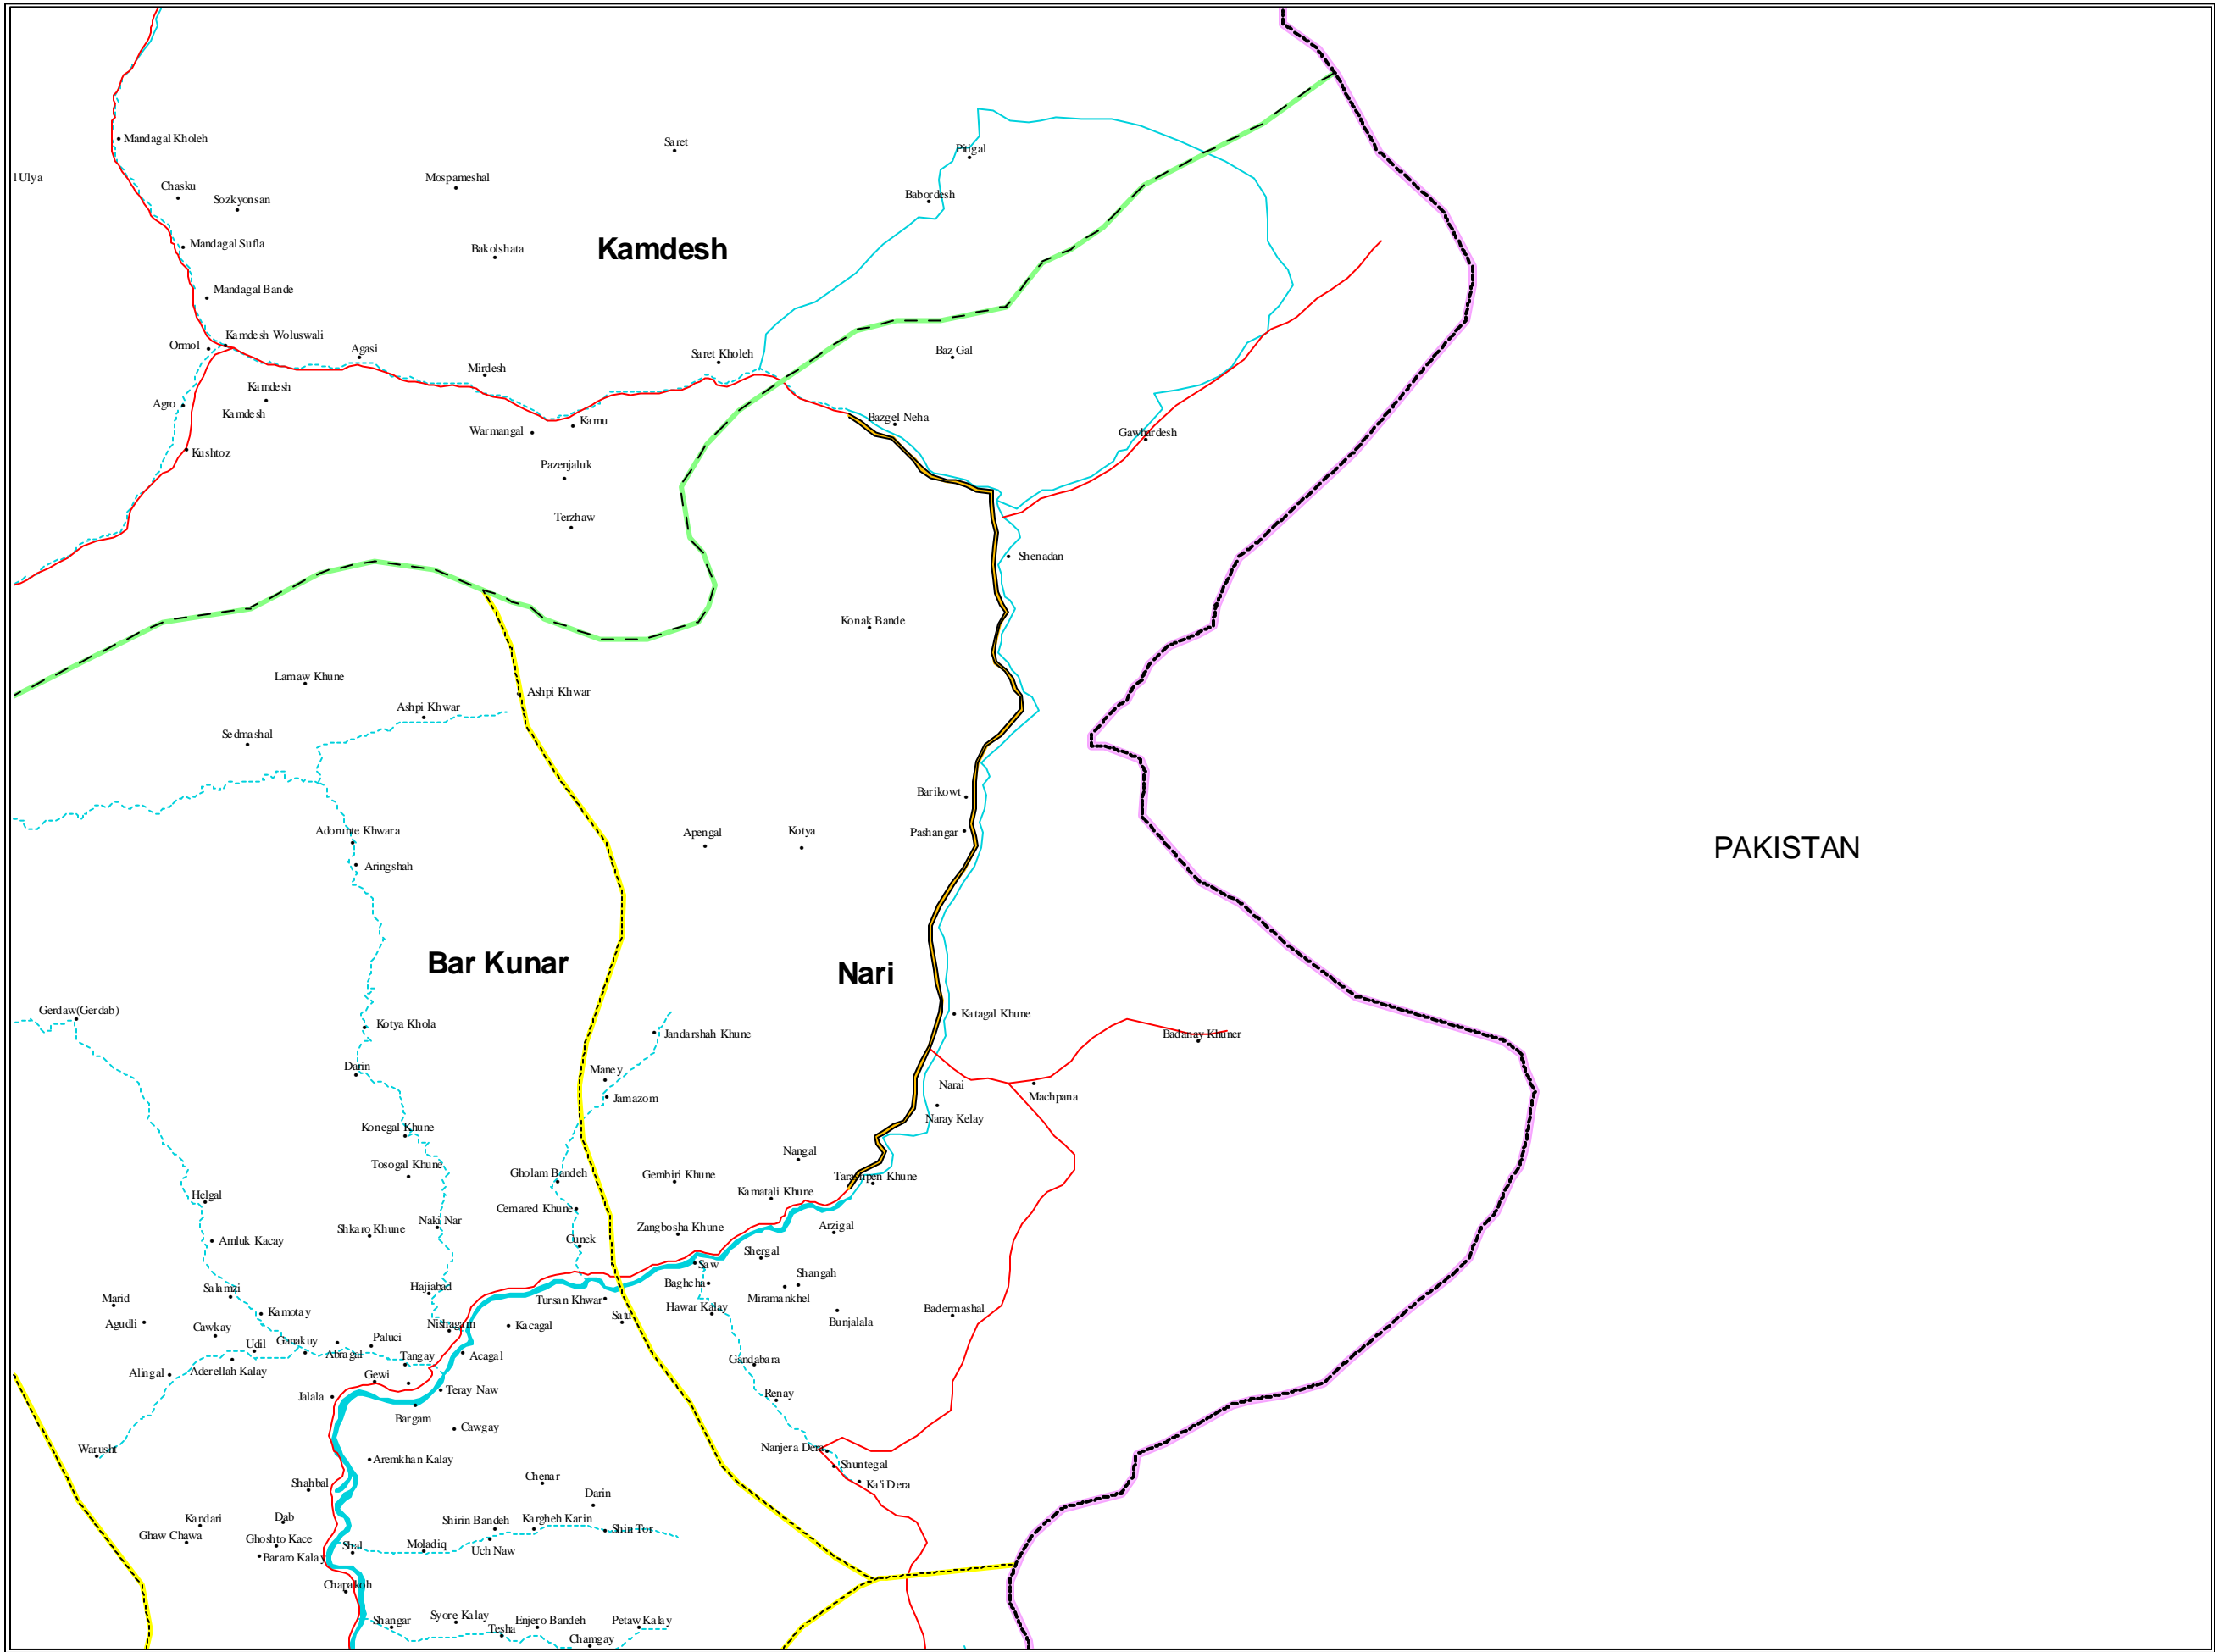 Mandagal Kholeh
Saret
Pitigal
l Ulya
Chasku
Mospameshal
Sozkyonsan
Babordesh
Mandagal Sufla
Bakolshata
Kamdesh
Mandagal Bande
Kamdesh Woluswali
Ormol
Agasi
Saret Kholeh
Baz Gal
Mirdesh
Kamdesh
Agro
Kamdesh
Kamu
Bazgel Neha
Warmangal
Gawhardesh
Kushtoz
Pazenjaluk
Terzhaw
Shenadan
Konak Bande
Larnaw Khune
Ashpi Khwar
Ashpi Khwar
Sedmashal
Barikowt
Adorunte Khwara
Apengal
Kotya
Pashangar
PAKISTAN
Aringshah
Bar Kunar
Nari
Gerdaw(Gerdab)
Katagal Khune
Kotya Khola
Jandarshah Khune
Badanay Khuner
Darin
Maney
Narai
Jamazom
Machpana
Naray Kelay
Konegal Khune
Nangal
Tosogal Khune
Gholam Bandeh
Gembiri Khune
Helgal
Kamatali Khune
Cemared Khune
Shkaro Khune
Naki Nar
Zangbosha Khune
Arzigal
Amluk Kacay
Cunek
Shergal
Saw
Salamzi
Hajiabad
Baghcha
Shangah
Marid
Tursan Khwar
Miramankhel
Kamotay
Hawar Kalay
Badermashal
Agudli
Satu
Bunjalala
Cawkay
Nishagam
Kacagal
Udil
Ganakuy
Paluci
Abragal
Acagal
Alingal
Aderellah Kalay
Tangay
Gandabara
Gewi
Jalala
Teray Naw
Renay
Bargam
Cawgay
Warusht
Aremkhan Kalay
Nanjera Dera
Shuntegal
Shahbal
Chenar
Ka'i Dera
Darin
Kandari
Dab
Shirin Bandeh
Kargheh Karin
Shin Tor
Ghaw Chawa
Ghoshto Kace
Shal
Moladiq
Uch Naw
Bararo Kalay
Chapakoh
Shangar
Syore Kalay
Enjero Bandeh
Petaw Kalay
Tesha
Chamgay